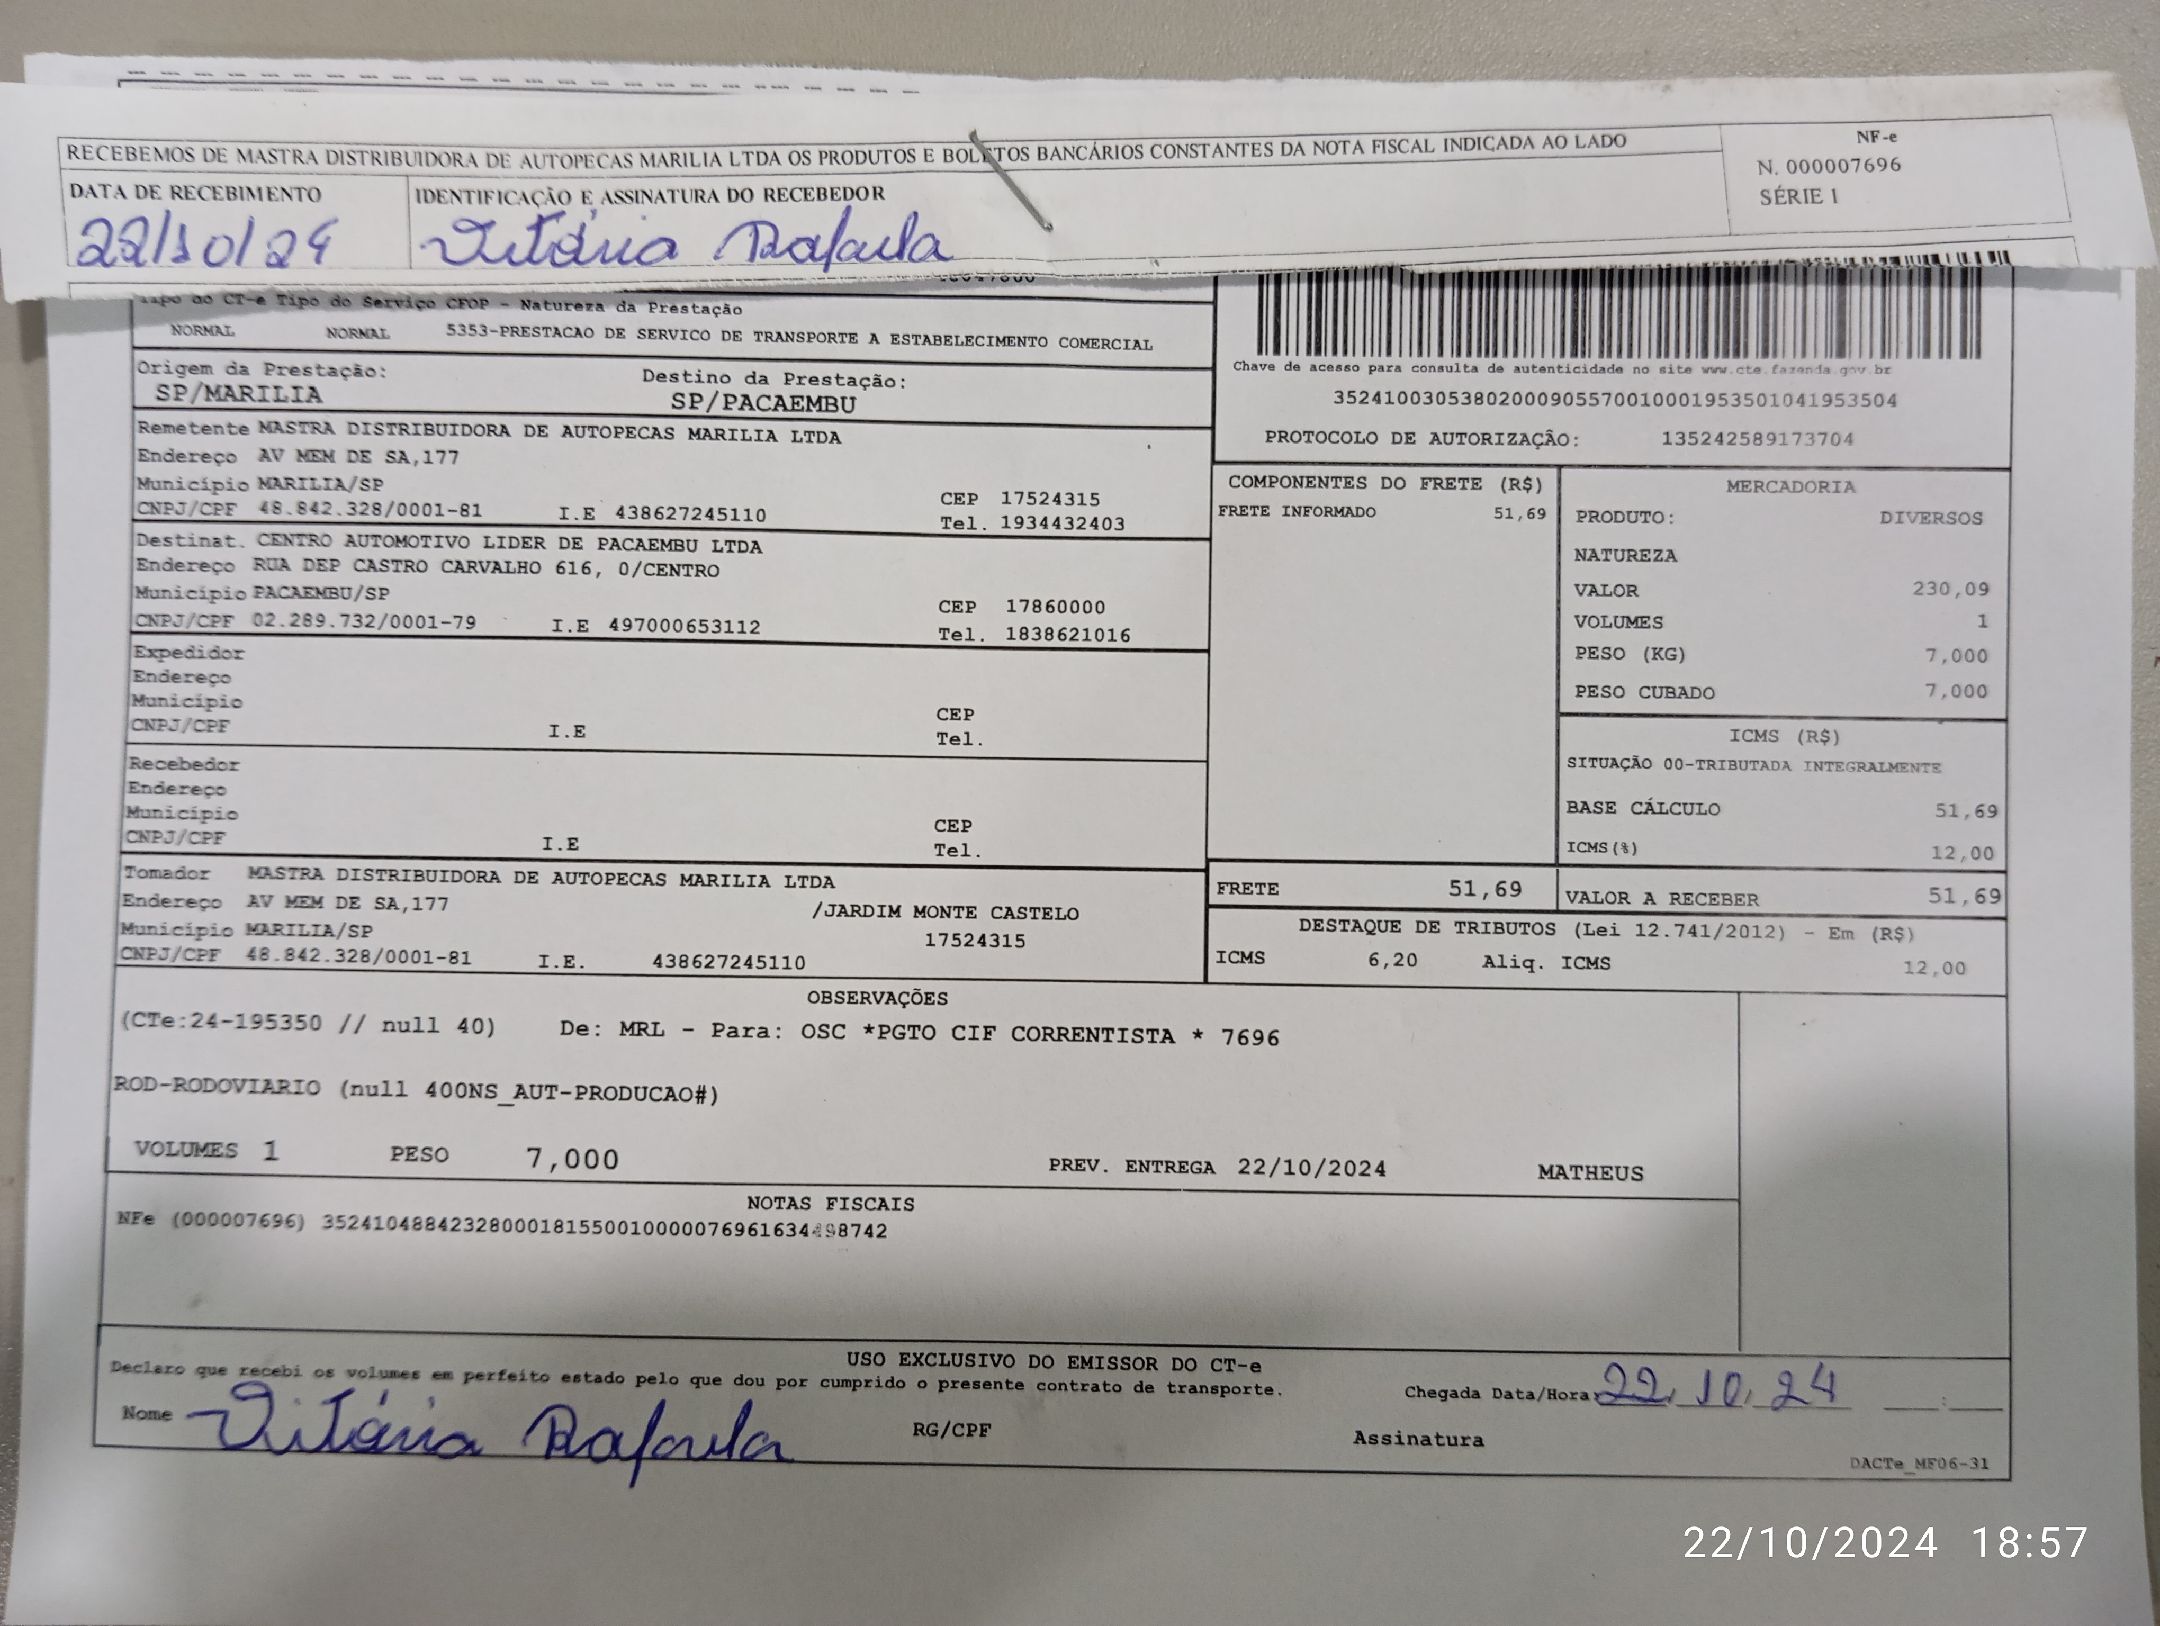 RECEBEMOS DE MASTRA DISTRIBUIDORA DE AUTOPECAS MARILIA LTDA OS PRODUTOS E BOLETOS BANCÁRIOS CONSTANTES DA NOTA FISCAL INDICADA AO LADO
NF-e
N. 000007696
SÉRIE 1
DATA DE RECEBIMENTO
22/10/24
IDENTIFICAÇÃO E ASSINATURA DO RECEBEDOR
Vitória Rafaela
Tipo do CT-e Tipo do Serviço CFOP - Natureza da Prestação
NORMAL NORMAL 5353-PRESTACAO DE SERVICO DE TRANSPORTE A ESTABELECIMENTO COMERCIAL
Origem da Prestação: Destino da Prestação:
SP/MARILIA SP/PACAEMBU
Chave de acesso para consulta de autenticidade no site www.cte.fazenda.gov.br
35241003053802000905570010001953501041953504
PROTOCOLO DE AUTORIZAÇÃO: 135242589173704
Remetente MASTRA DISTRIBUIDORA DE AUTOPECAS MARILIA LTDA
Endereço AV MEM DE SA,177
Município MARILIA/SP CEP 17524315
CNPJ/CPF 48.842.328/0001-81 I.E 438627245110 Tel. 1934432403
Destinat. CENTRO AUTOMOTIVO LIDER DE PACAEMBU LTDA
Endereço RUA DEP CASTRO CARVALHO 616, 0/CENTRO
Município PACAEMBU/SP CEP 17860000
CNPJ/CPF 02.289.732/0001-79 I.E 497000653112 Tel. 1838621016
Expedidor
Endereço
Município CEP
CNPJ/CPF I.E Tel.
Recebedor
Endereço
Município CEP
CNPJ/CPF I.E Tel.
Tomador MASTRA DISTRIBUIDORA DE AUTOPECAS MARILIA LTDA
Endereço AV MEM DE SA,177 /JARDIM MONTE CASTELO
Município MARILIA/SP 17524315
CNPJ/CPF 48.842.328/0001-81 I.E. 438627245110
COMPONENTES DO FRETE (R$)
FRETE INFORMADO 51,69
MERCADORIA
PRODUTO: DIVERSOS
NATUREZA
VALOR 230,09
VOLUMES 1
PESO (KG) 7,000
PESO CUBADO 7,000
ICMS (R$)
SITUAÇÃO 00-TRIBUTADA INTEGRALMENTE
BASE CÁLCULO 51,69
ICMS(%) 12,00
FRETE 51,69 VALOR A RECEBER 51,69
DESTAQUE DE TRIBUTOS (Lei 12.741/2012) - Em (R$)
ICMS 6,20 Aliq. ICMS 12,00
OBSERVAÇÕES
(CTe:24-195350 // null 40) De: MRL - Para: OSC *PGTO CIF CORRENTISTA * 7696
ROD-RODOVIARIO (null 400NS_AUT-PRODUCAO#)
VOLUMES 1 PESO 7,000 PREV. ENTREGA 22/10/2024 MATHEUS
NOTAS FISCAIS
NFe (000007696)
USO EXCLUSIVO DO EMISSOR DO CT-e
Declaro que recebi os volumes em perfeito estado pelo que dou por cumprido o presente contrato de transporte.
Chegada Data/Hora: 22/10/24 ___:___
Nome Vitória Rafaela RG/CPF Assinatura
DACTe_MF06-31
22/10/2024 18:57